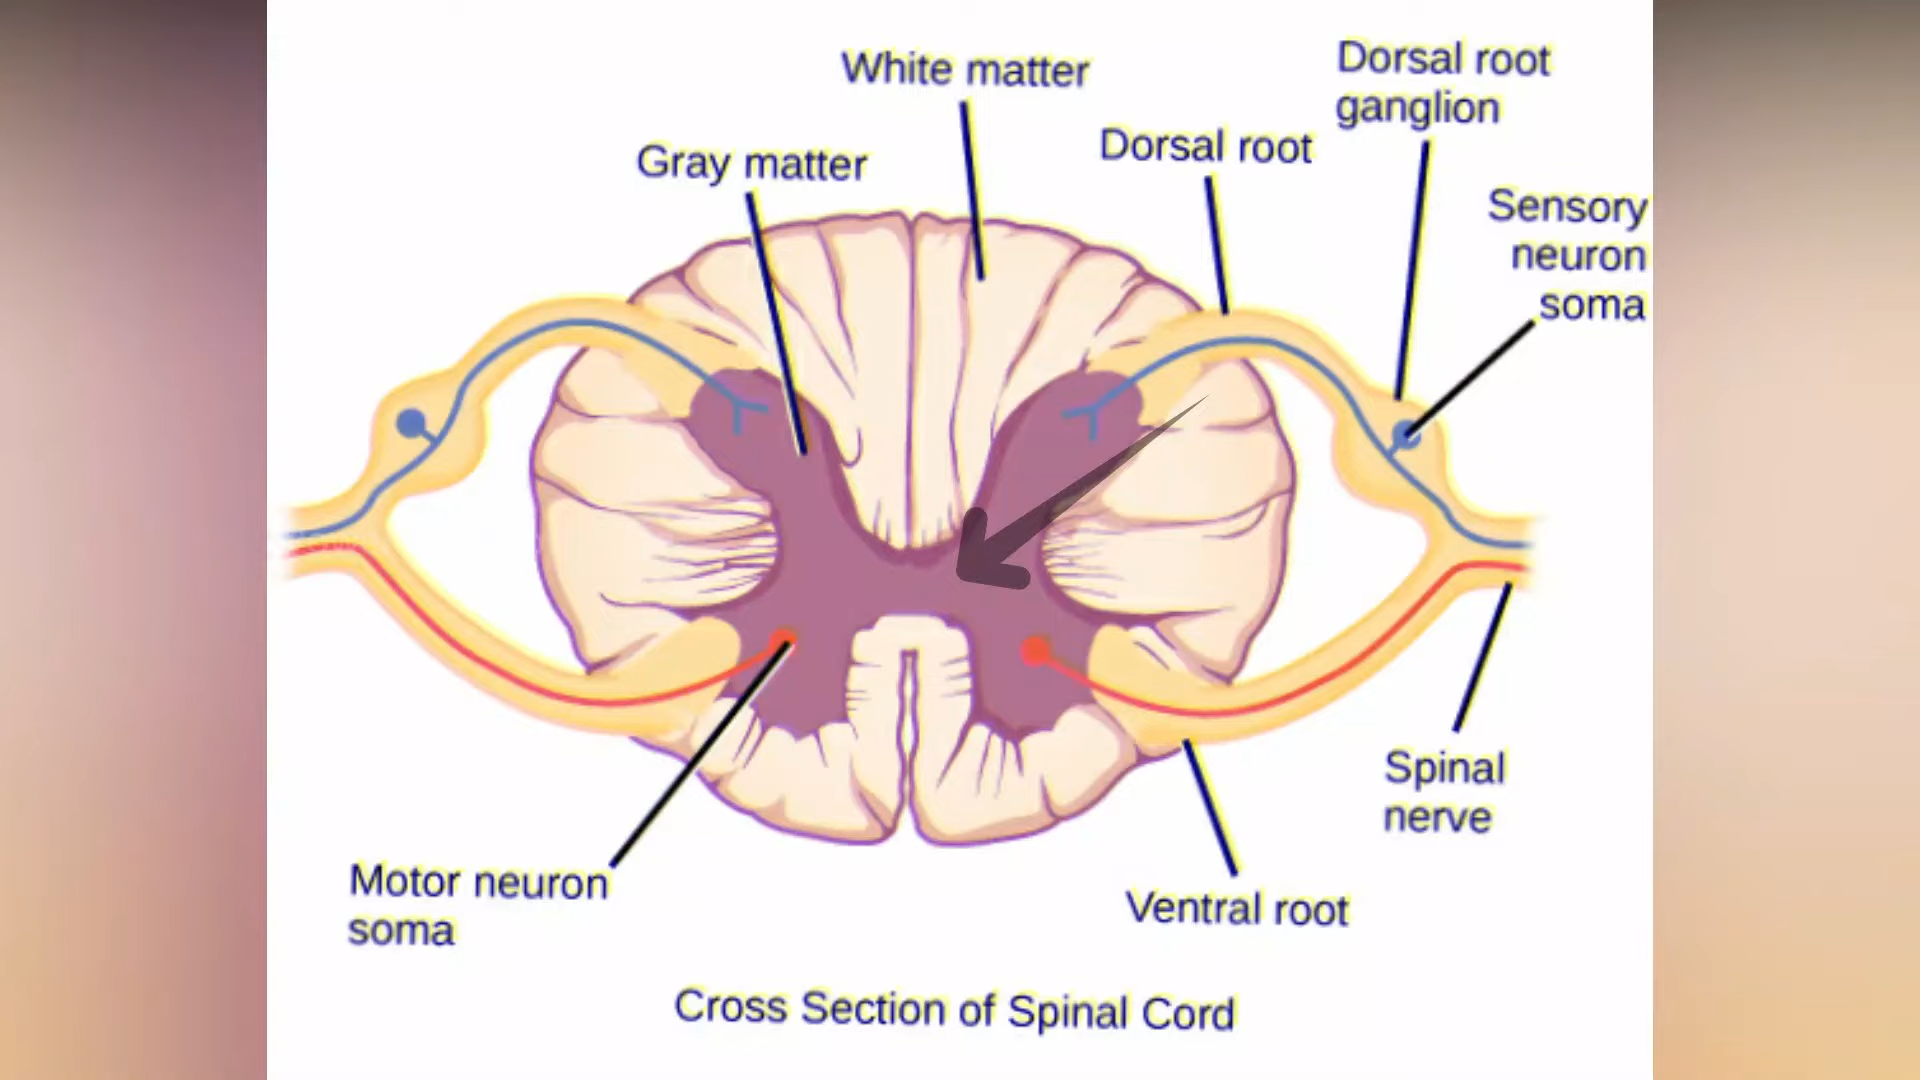 White matter
Dorsal root
ganglion
Gray matter
Dorsal root
Sensory
neuron
soma
Spinal
nerve
Motor neuron
soma
Ventral root
Cross Section of Spinal Cord